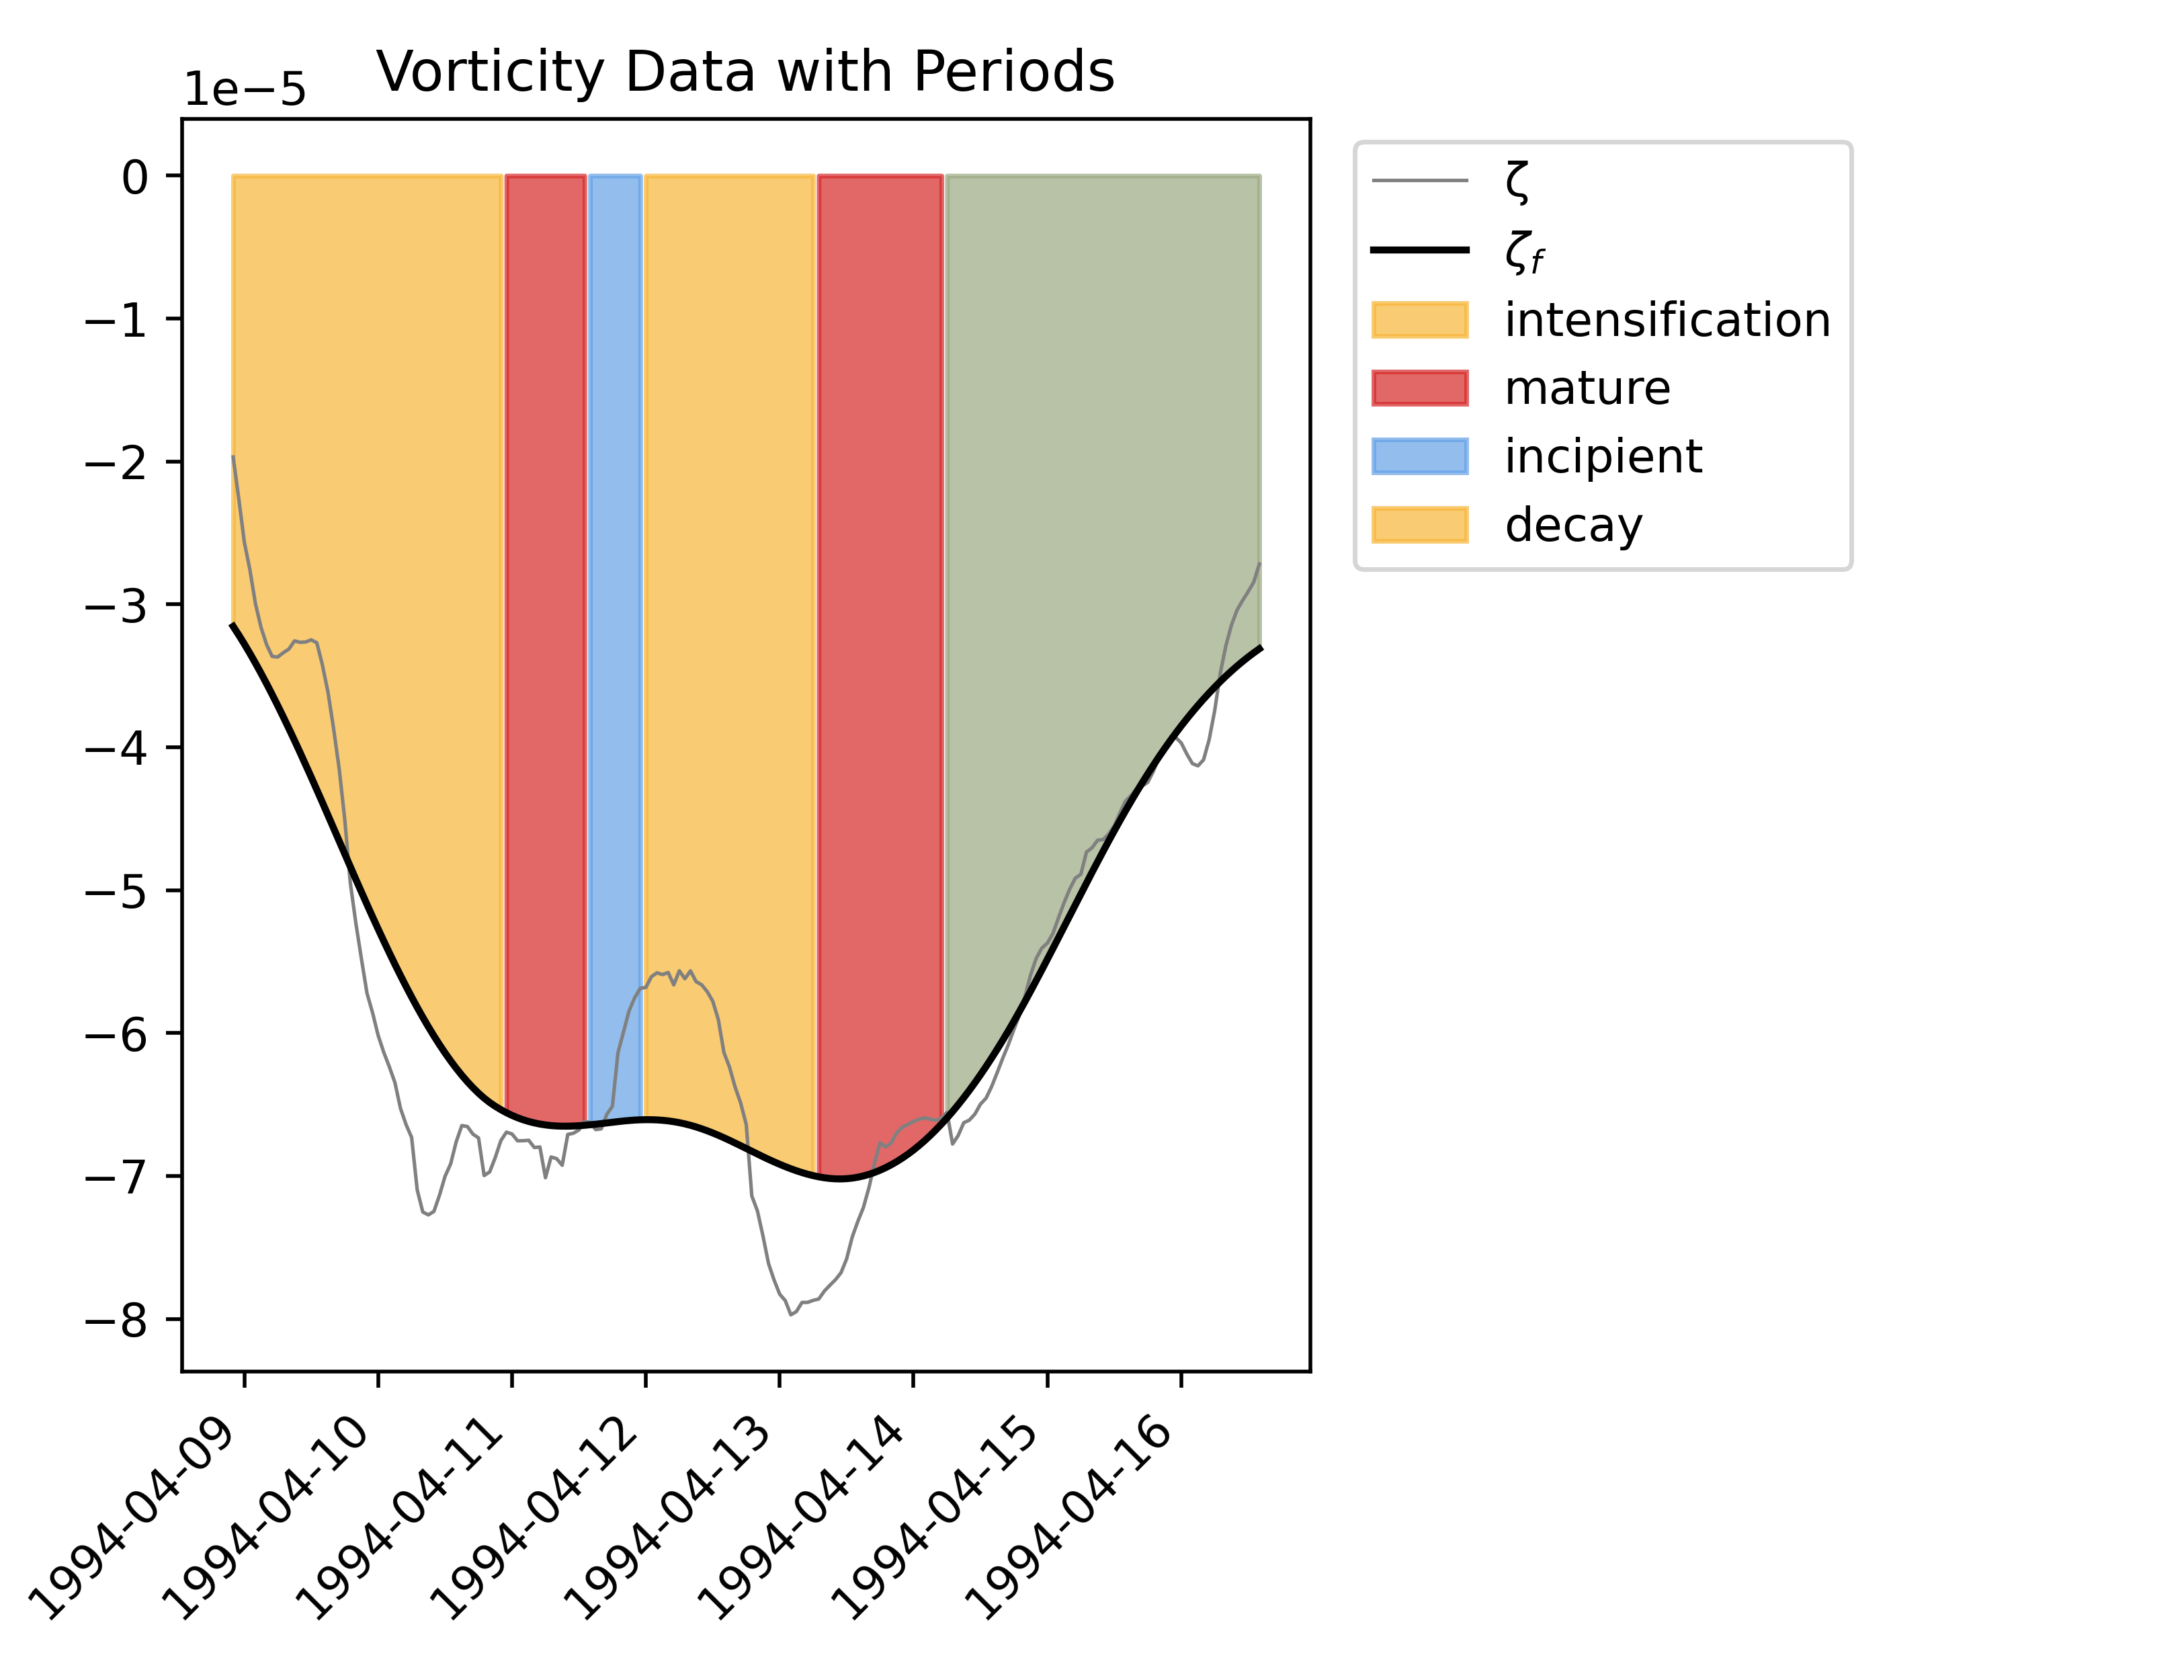 Vorticity Data with Periods
1e−5
0
−1
−2
−3
−4
−5
−6
−7
−8
1994-04-09
1994-04-10
1994-04-11
1994-04-12
1994-04-13
1994-04-14
1994-04-15
1994-04-16
ζ
ζf
intensification
mature
incipient
decay